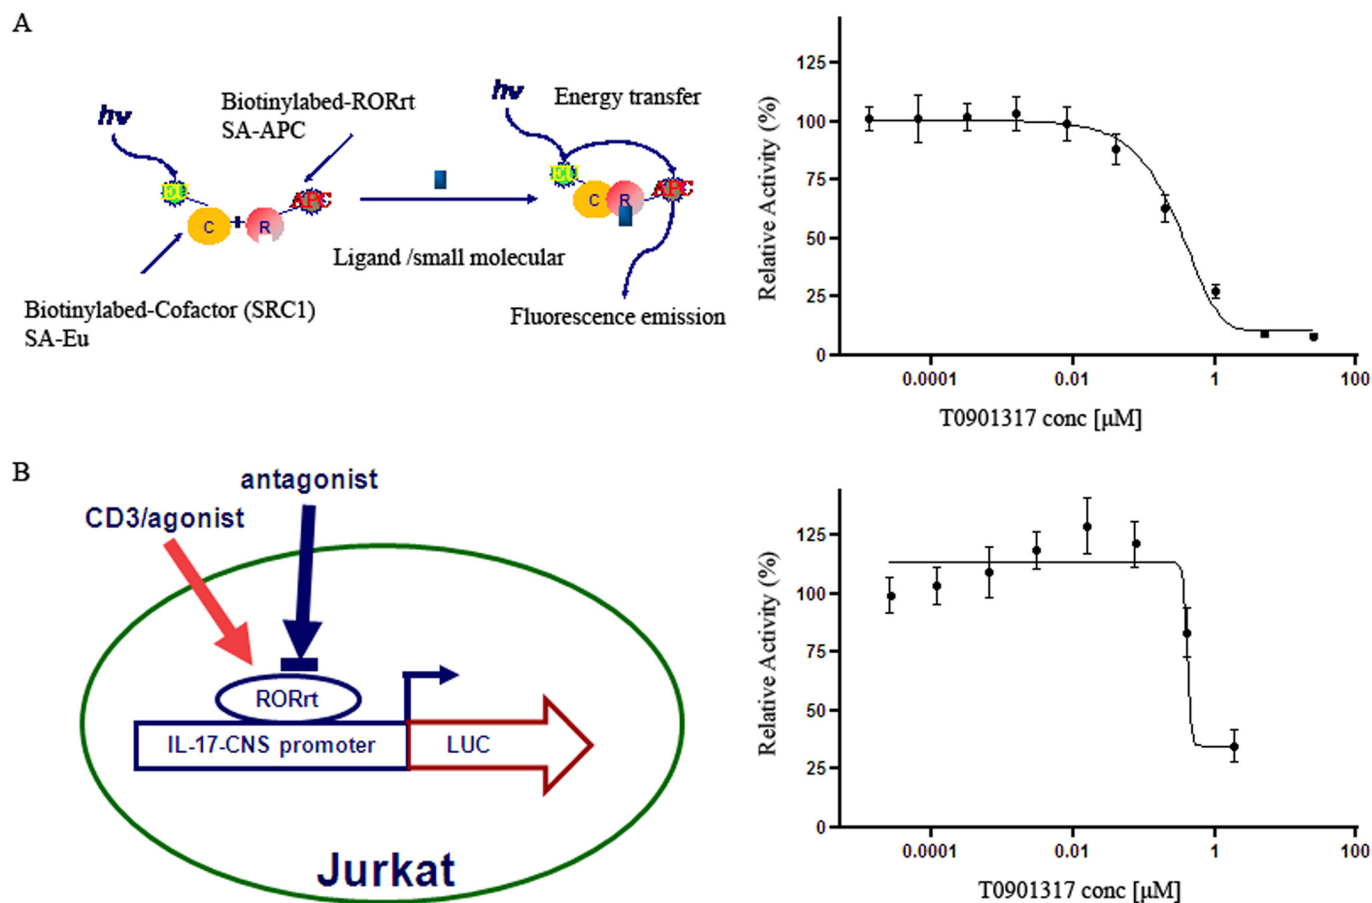 A
hv
Biotinylabed-RORrt
SA-APC
EU
APC
C
+
R
Biotinylabed-Cofactor (SRC1)
SA-Eu
Ligand /small molecular
hv
Energy transfer
EU
APC
C
R
Fluorescence emission
Relative Activity (%)
125
100
75
50
25
0
0.0001
0.01
1
100
T0901317 conc [µM]
B
antagonist
CD3/agonist
RORrt
IL-17-CNS promoter
LUC
Jurkat
Relative Activity (%)
125
100
75
50
25
0
0.0001
0.01
1
100
T0901317 conc [µM]